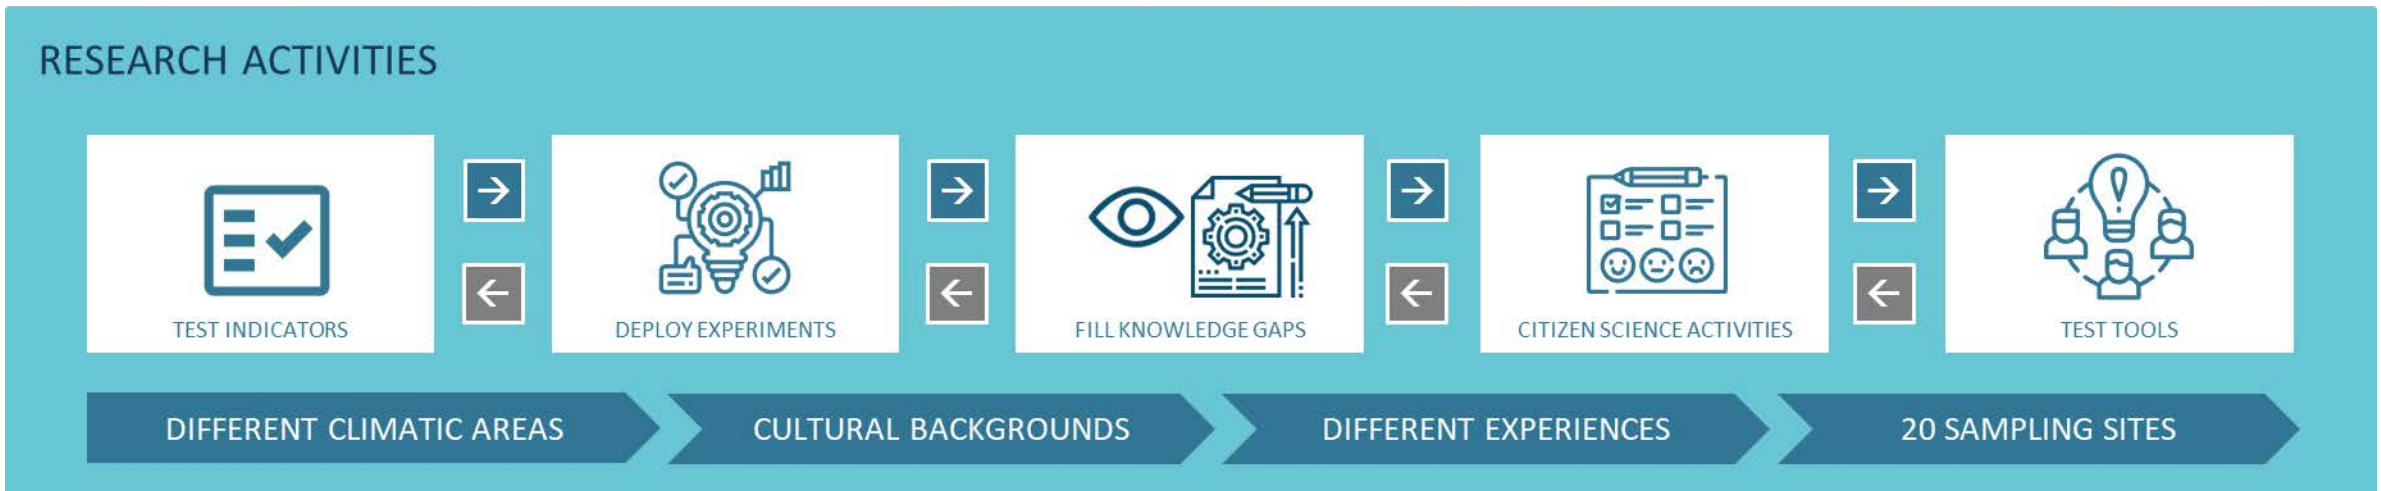 RESEARCH ACTIVITIES
TEST INDICATORS
DEPLOY EXPERIMENTS
FILL KNOWLEDGE GAPS
CITIZEN SCIENCE ACTIVITIES
TEST TOOLS
DIFFERENT CLIMATIC AREAS
CULTURAL BACKGROUNDS
DIFFERENT EXPERIENCES
20 SAMPLING SITES